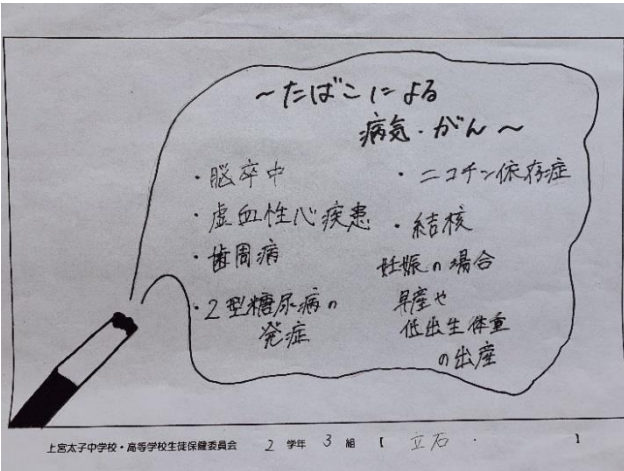 ～たばこによる
病気・がん～
・脳卒中
・虚血性心疾患
・歯周病
・2型糖尿病の
発症
・ニコチン依存症
・結核
妊娠の場合
早産や
低出生体重
の出産
上宮太子中学校・高等学校生徒保健委員会 2 学年 3 組 【 立石 ・ 】